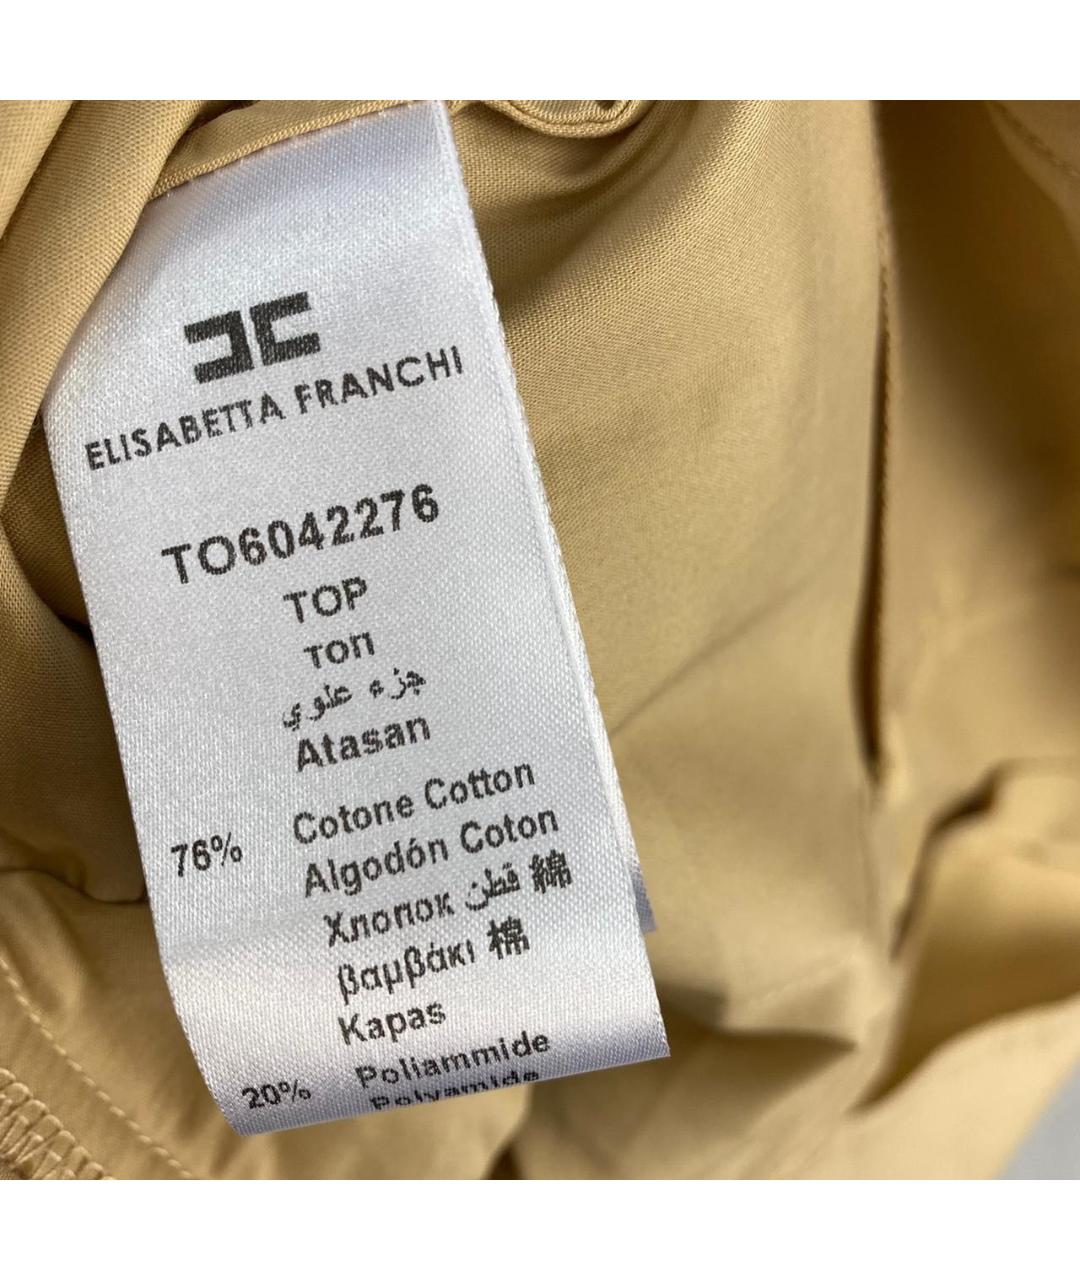 ELISABETTA FRANCHI
TO6042276
TOP
топ
جزء علوي
Atasan
76% Cotone Cotton
Algodón Coton
Хлопок قطن 綿
βαμβάκι 棉
Kapas
20% Poliammide
Polyamide